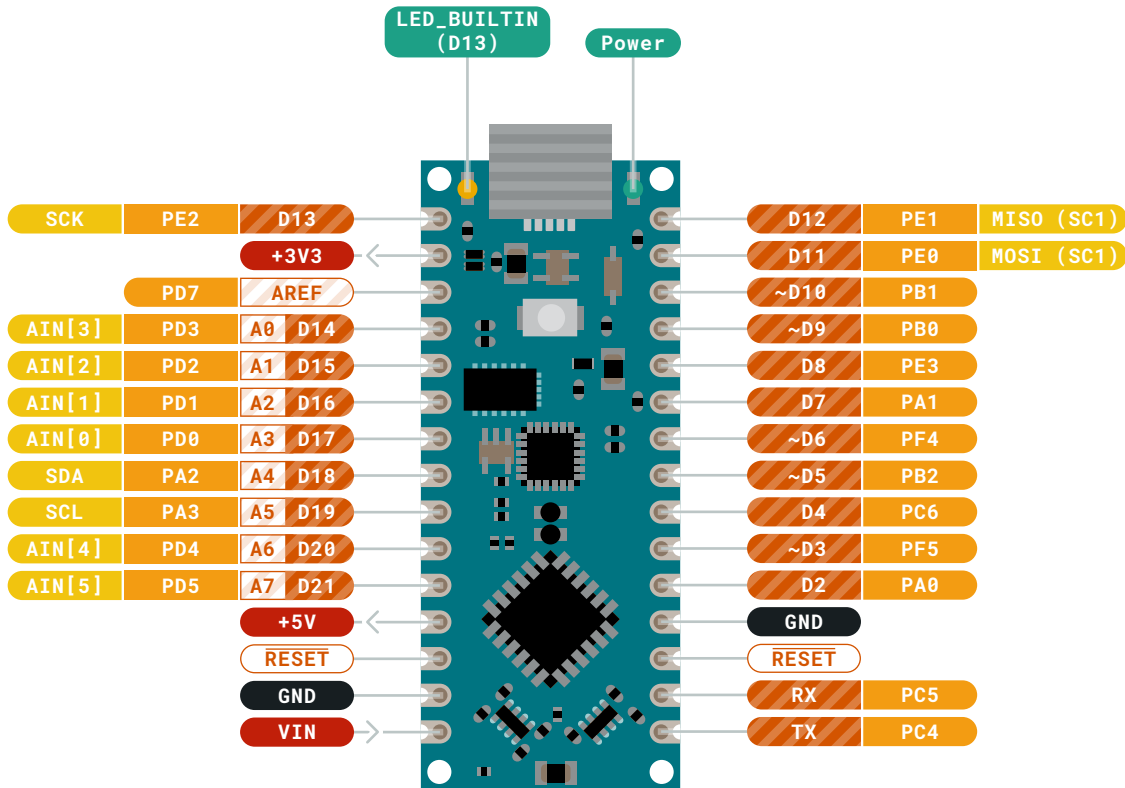 LED_BUILTIN
(D13)
Power
SCK PE2 D13
D12 PE1 MISO (SC1)
+3V3
D11 PE0 MOSI (SC1)
PD7 AREF
~D10 PB1
AIN[3] PD3 A0 D14
~D9 PB0
AIN[2] PD2 A1 D15
D8 PE3
AIN[1] PD1 A2 D16
D7 PA1
AIN[0] PD0 A3 D17
~D6 PF4
SDA PA2 A4 D18
~D5 PB2
SCL PA3 A5 D19
D4 PC6
AIN[4] PD4 A6 D20
~D3 PF5
AIN[5] PD5 A7 D21
D2 PA0
+5V
GND
RESET
RESET
GND
RX PC5
VIN
TX PC4